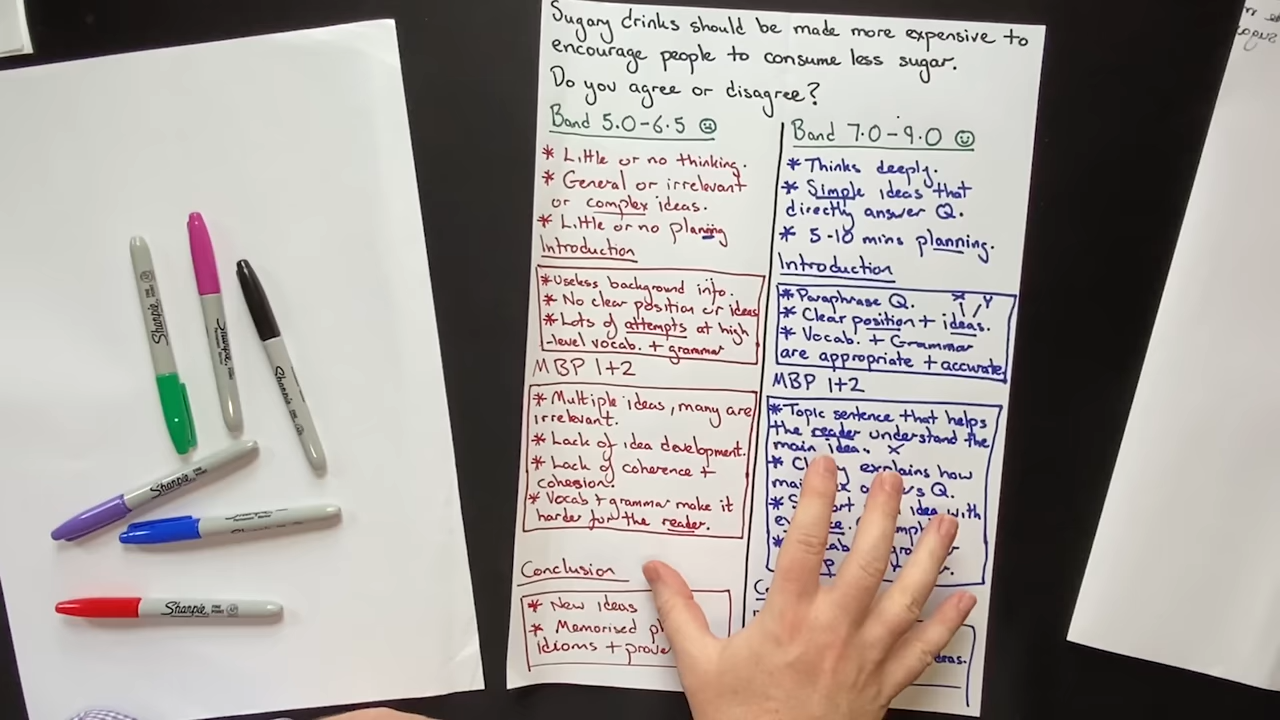 Sugary drinks should be made more expensive to
encourage people to consume less sugar.
Do you agree or disagree?
Band 5.0-6.5
* Little or no thinking.
* General or irrelevant
or complex ideas.
* Little or no planning
Introduction
* Useless background info.
* No clear position or ideas
* Lots of attempts at high
-level vocab. + grammar
MBP 1+2
* Multiple ideas, many are
irrelevant.
* Lack of idea development.
* Lack of coherence +
cohesion.
* Vocab + grammar make it
harder for the reader.
Conclusion
* New ideas
* Memorised
idioms +
Band 7.0-9.0
* Thinks deeply.
* Simple ideas that
directly answer Q.
* 5-10 mins planning.
Introduction
* Paraphrase Q. X Y
* Clear position + ideas.
* Vocab. + Grammar
are appropriate + accurate
MBP 1+2
* Topic sentence that helps
the reader understand the
main idea. X
* explains how
Q.
* idea with
ideas.
Sharpie
Sharpie
Sharpie
Sharpie
Sharpie